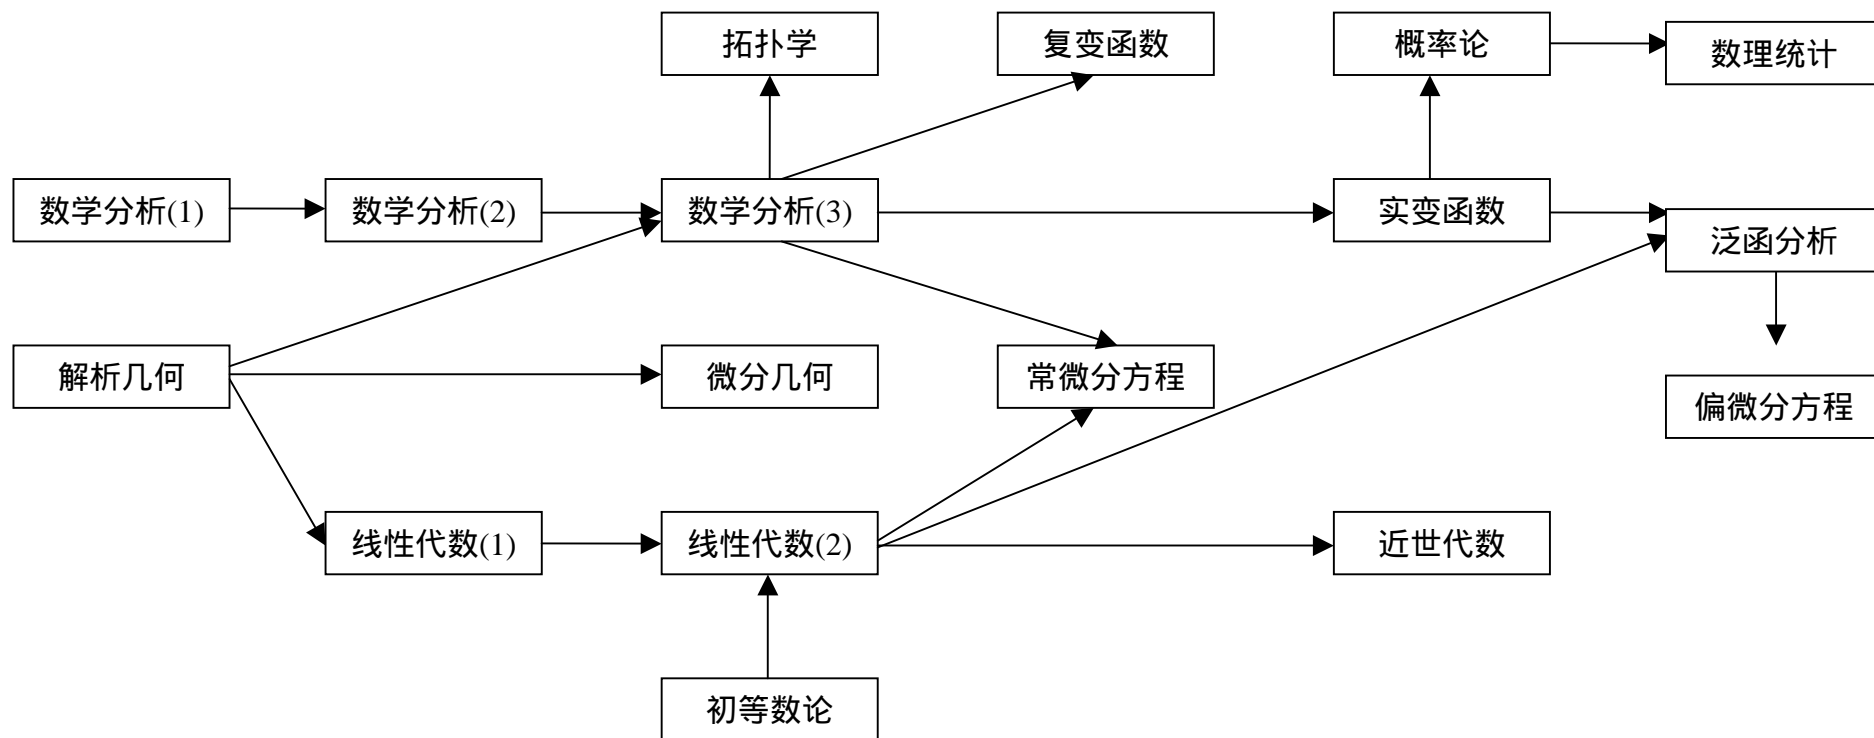 拓扑学
复变函数
概率论
数理统计
数学分析(1)
数学分析(2)
数学分析(3)
实变函数
泛函分析
解析几何
微分几何
常微分方程
偏微分方程
线性代数(1)
线性代数(2)
近世代数
初等数论